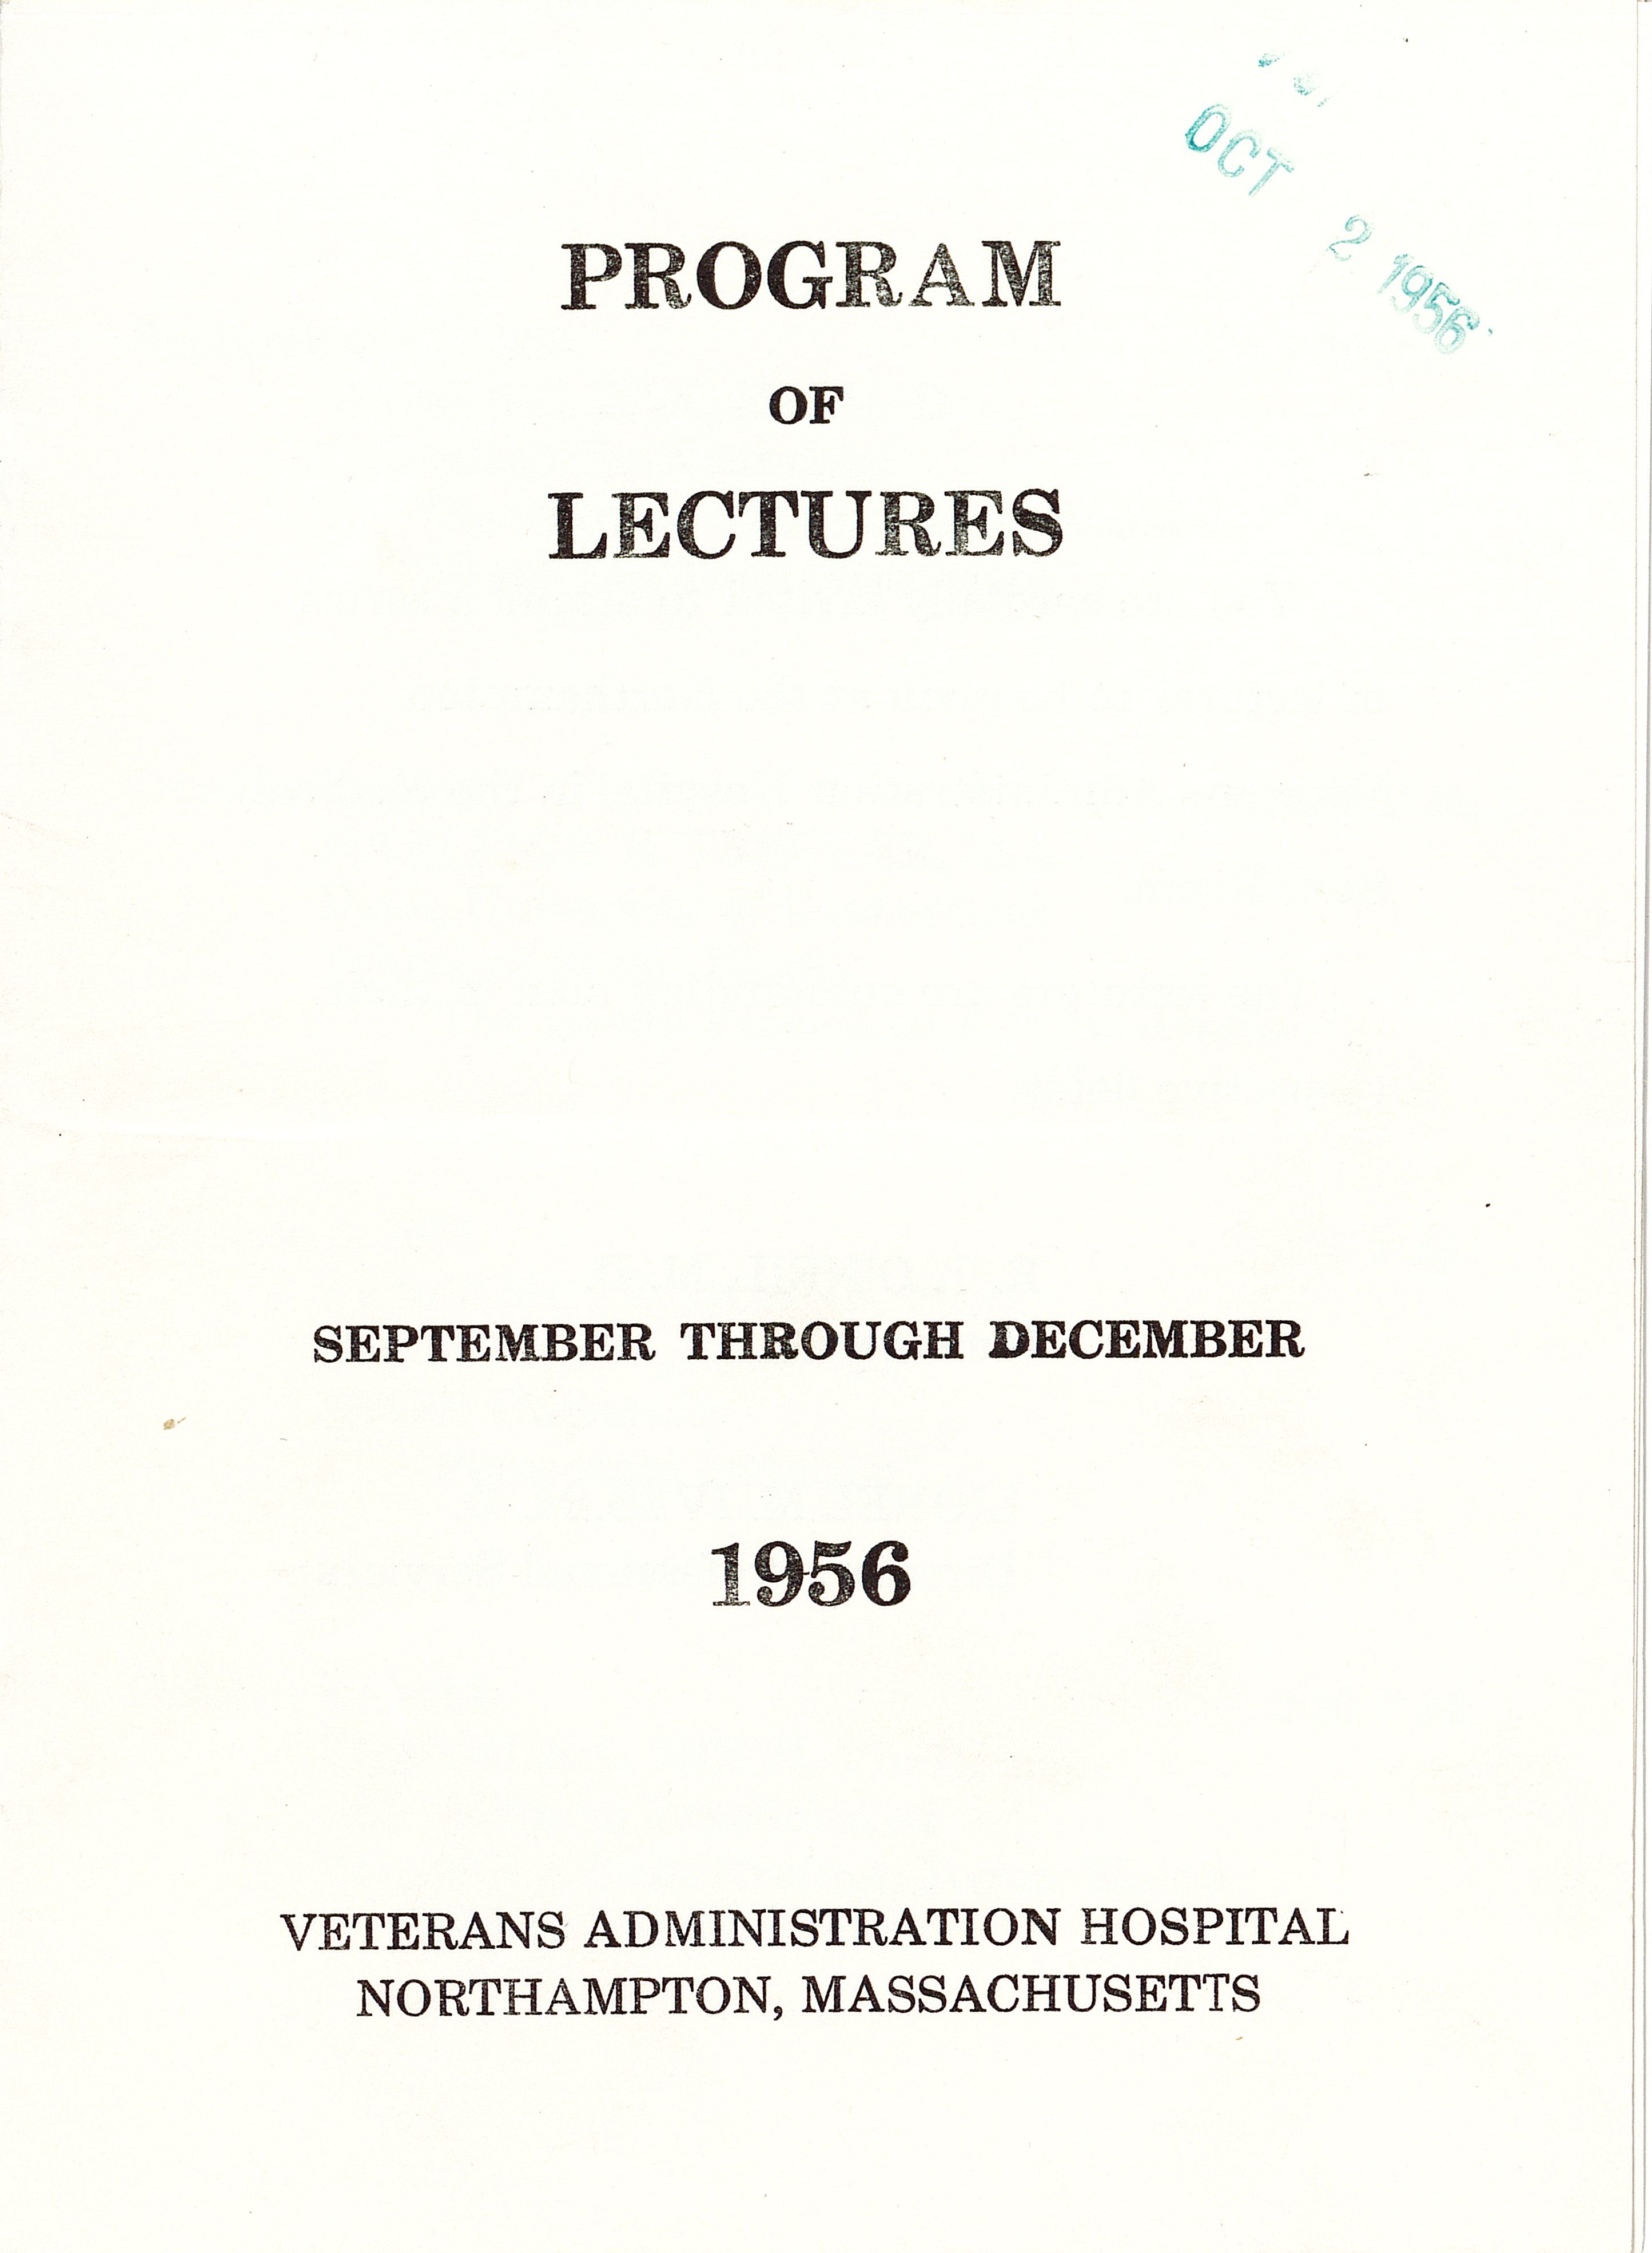 OCT 2 1956
PROGRAM
OF
LECTURES
SEPTEMBER THROUGH DECEMBER
1956
VETERANS ADMINISTRATION HOSPITAL
NORTHAMPTON, MASSACHUSETTS